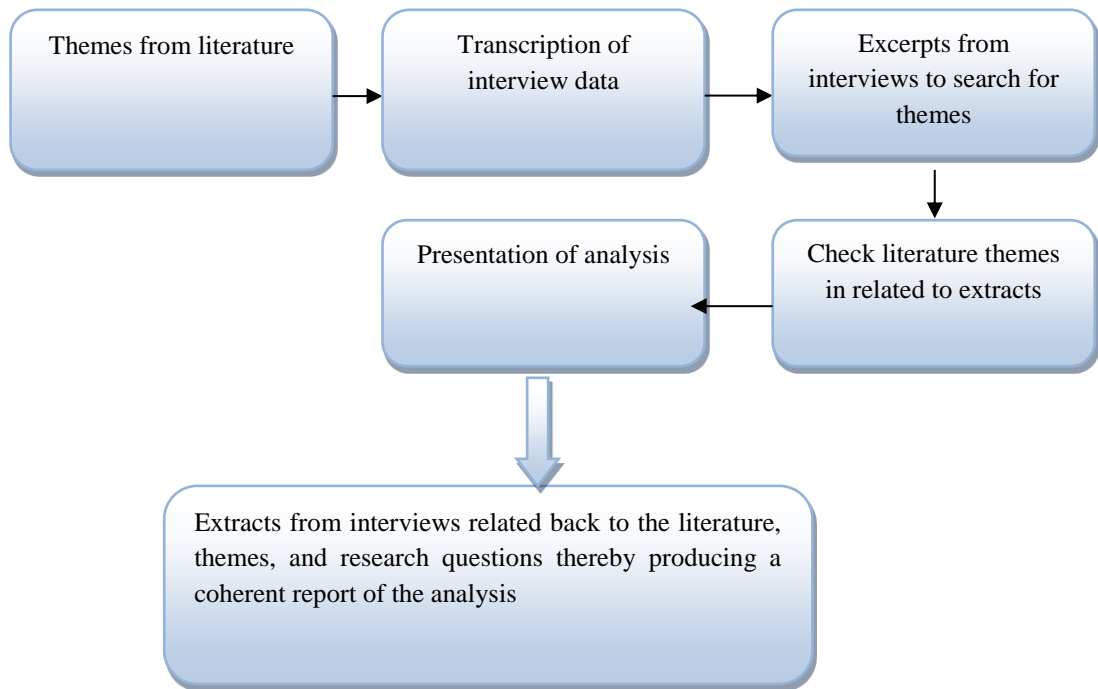 Themes from literature
Transcription of
interview data
Excerpts from
interviews to search for
themes
Check literature themes
in related to extracts
Presentation of analysis
Extracts from interviews related back to the literature,
themes, and research questions thereby producing a
coherent report of the analysis